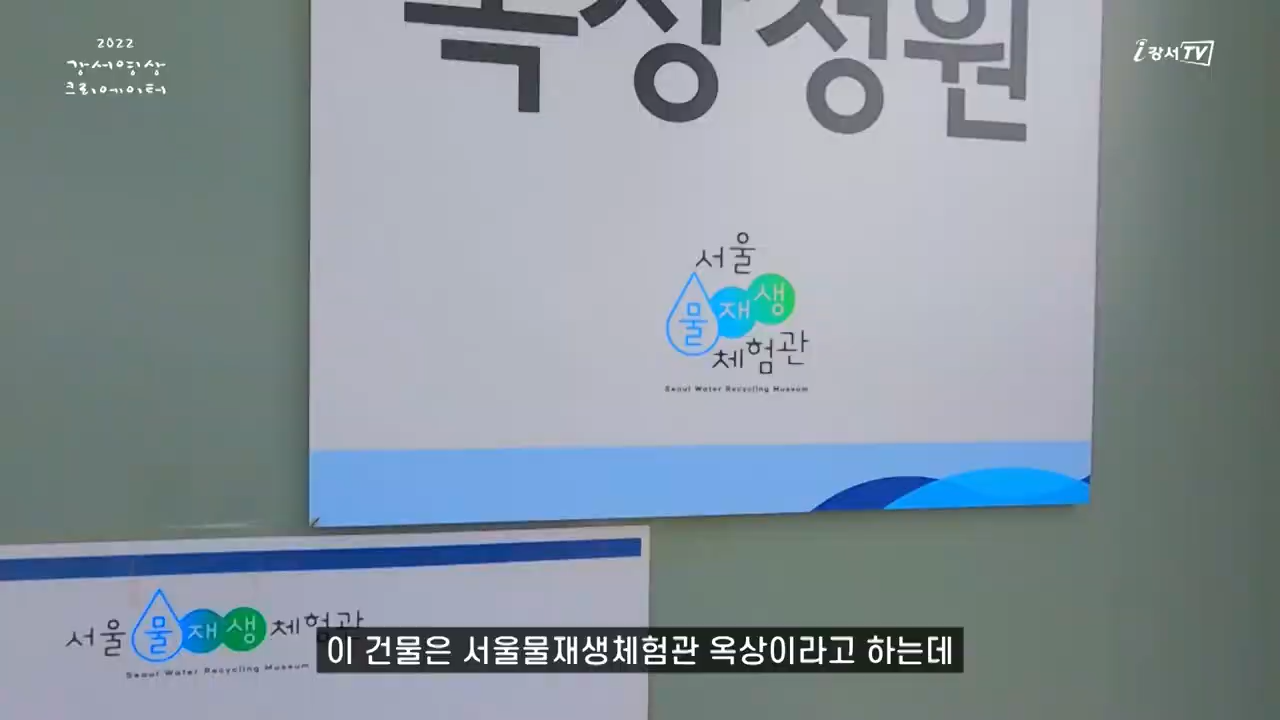 2022
강서영상
크리에이터
i강서TV
옥상정원
서울
물재생
체험관
Seoul Water Recycling Museum
서울물재생체험관
Seoul Water Recycling Museum
이 건물은 서울물재생체험관 옥상이라고 하는데